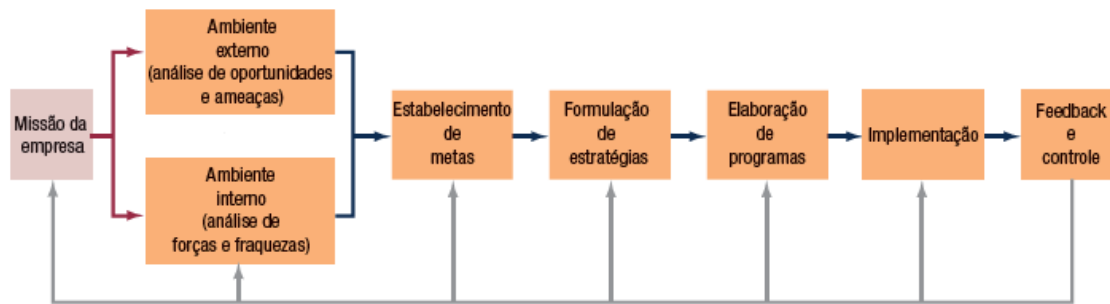 Missão da
empresa
Ambiente
externo
(análise de oportunidades
e ameaças)
Ambiente
interno
(análise de
forças e fraquezas)
Estabelecimento
de
metas
Formulação
de
estratégias
Elaboração
de
programas
Implementação
Feedback
e
controle